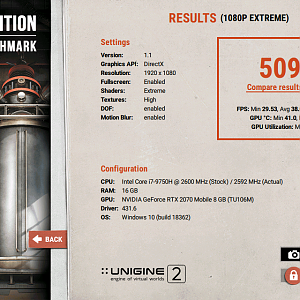 ITION
CHMARK
RESULTS (1080P EXTREME)
Settings
Version: 1.1
Graphics API: DirectX
Resolution: 1920 x 1080
Fullscreen: Enabled
Shaders: Extreme
Textures: High
DOF: enabled
Motion Blur: enabled
509
Compare results
FPS: Min 29.53, Avg 38.
GPU °C: Min 41.0,
GPU Utilization: M
Configuration
CPU: Intel Core i7-9750H @ 2600 MHz (Stock) / 2592 MHz (Actual)
RAM: 16 GB
GPU: NVIDIA GeForce RTX 2070 Mobile 8 GB (TU106M)
Driver: 431.6
OS: Windows 10 (build 18362)
BACK
UNIGINE 2
engine of virtual worlds